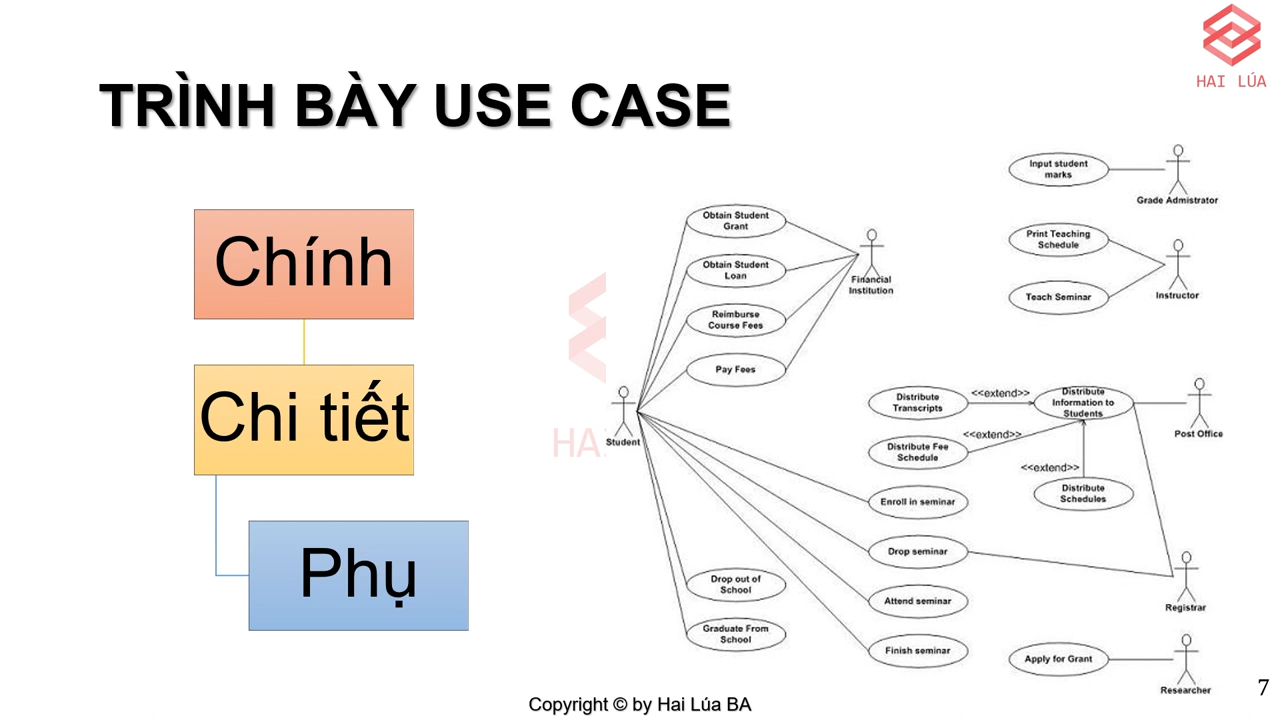 HAI LÚA
TRÌNH BÀY USE CASE
Chính
Chi tiết
Phụ
Input student
marks
Grade Admistrator
Print Teaching
Schedule
Teach Seminar
Instructor
Obtain Student
Grant
Obtain Student
Loan
Reimburse
Course Fees
Pay Fees
Financial
Institution
Student
Distribute
Transcripts
<<extend>>
Distribute
Information to
Students
Post Office
Distribute Fee
Schedule
<<extend>>
<<extend>>
Distribute
Schedules
Enroll in seminar
Drop seminar
Attend seminar
Finish seminar
Registrar
Drop out of
School
Graduate From
School
Apply for Grant
Researcher
HA
Copyright © by Hai Lúa BA
7